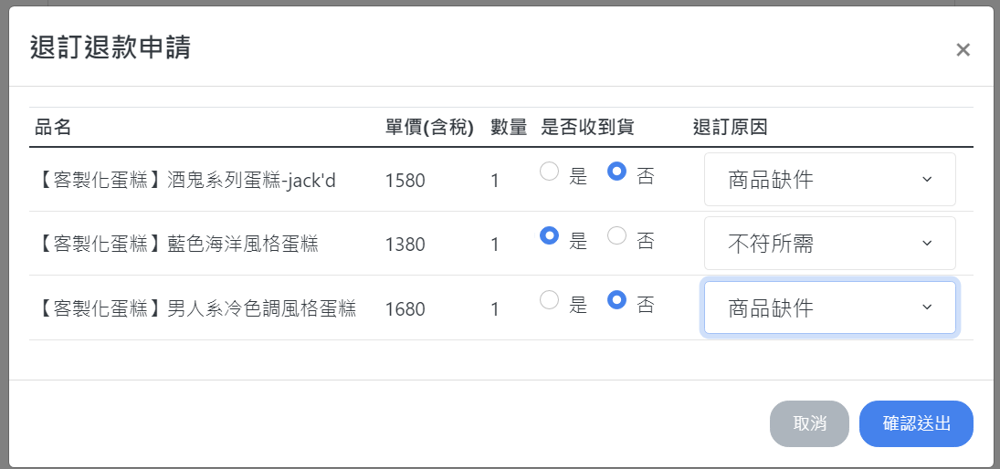 退訂退款申請
×
品名 單價(含稅) 數量 是否收到貨 退訂原因
【客製化蛋糕】酒鬼系列蛋糕-jack'd 1580 1 是 否 商品缺件
【客製化蛋糕】藍色海洋風格蛋糕 1380 1 是 否 不符所需
【客製化蛋糕】男人系冷色調風格蛋糕 1680 1 是 否 商品缺件
取消 確認送出